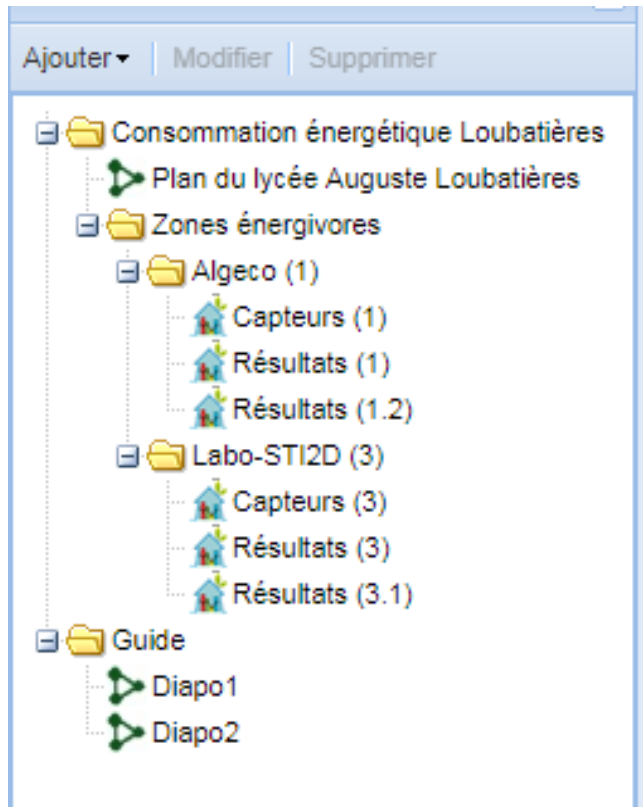 Ajouter Modifier Supprimer
Consommation énergétique Loubatières
Plan du lycée Auguste Loubatières
Zones énergivores
Algeco (1)
Capteurs (1)
Résultats (1)
Résultats (1.2)
Labo-STI2D (3)
Capteurs (3)
Résultats (3)
Résultats (3.1)
Guide
Diapo1
Diapo2